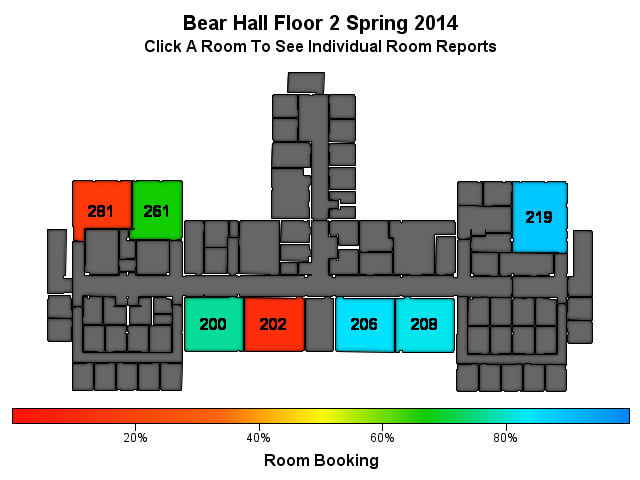 Bear Hall Floor 2 Spring 2014
Click A Room To See Individual Room Reports
281 261
219
200 202 206 208
20% 40% 60% 80%
Room Booking